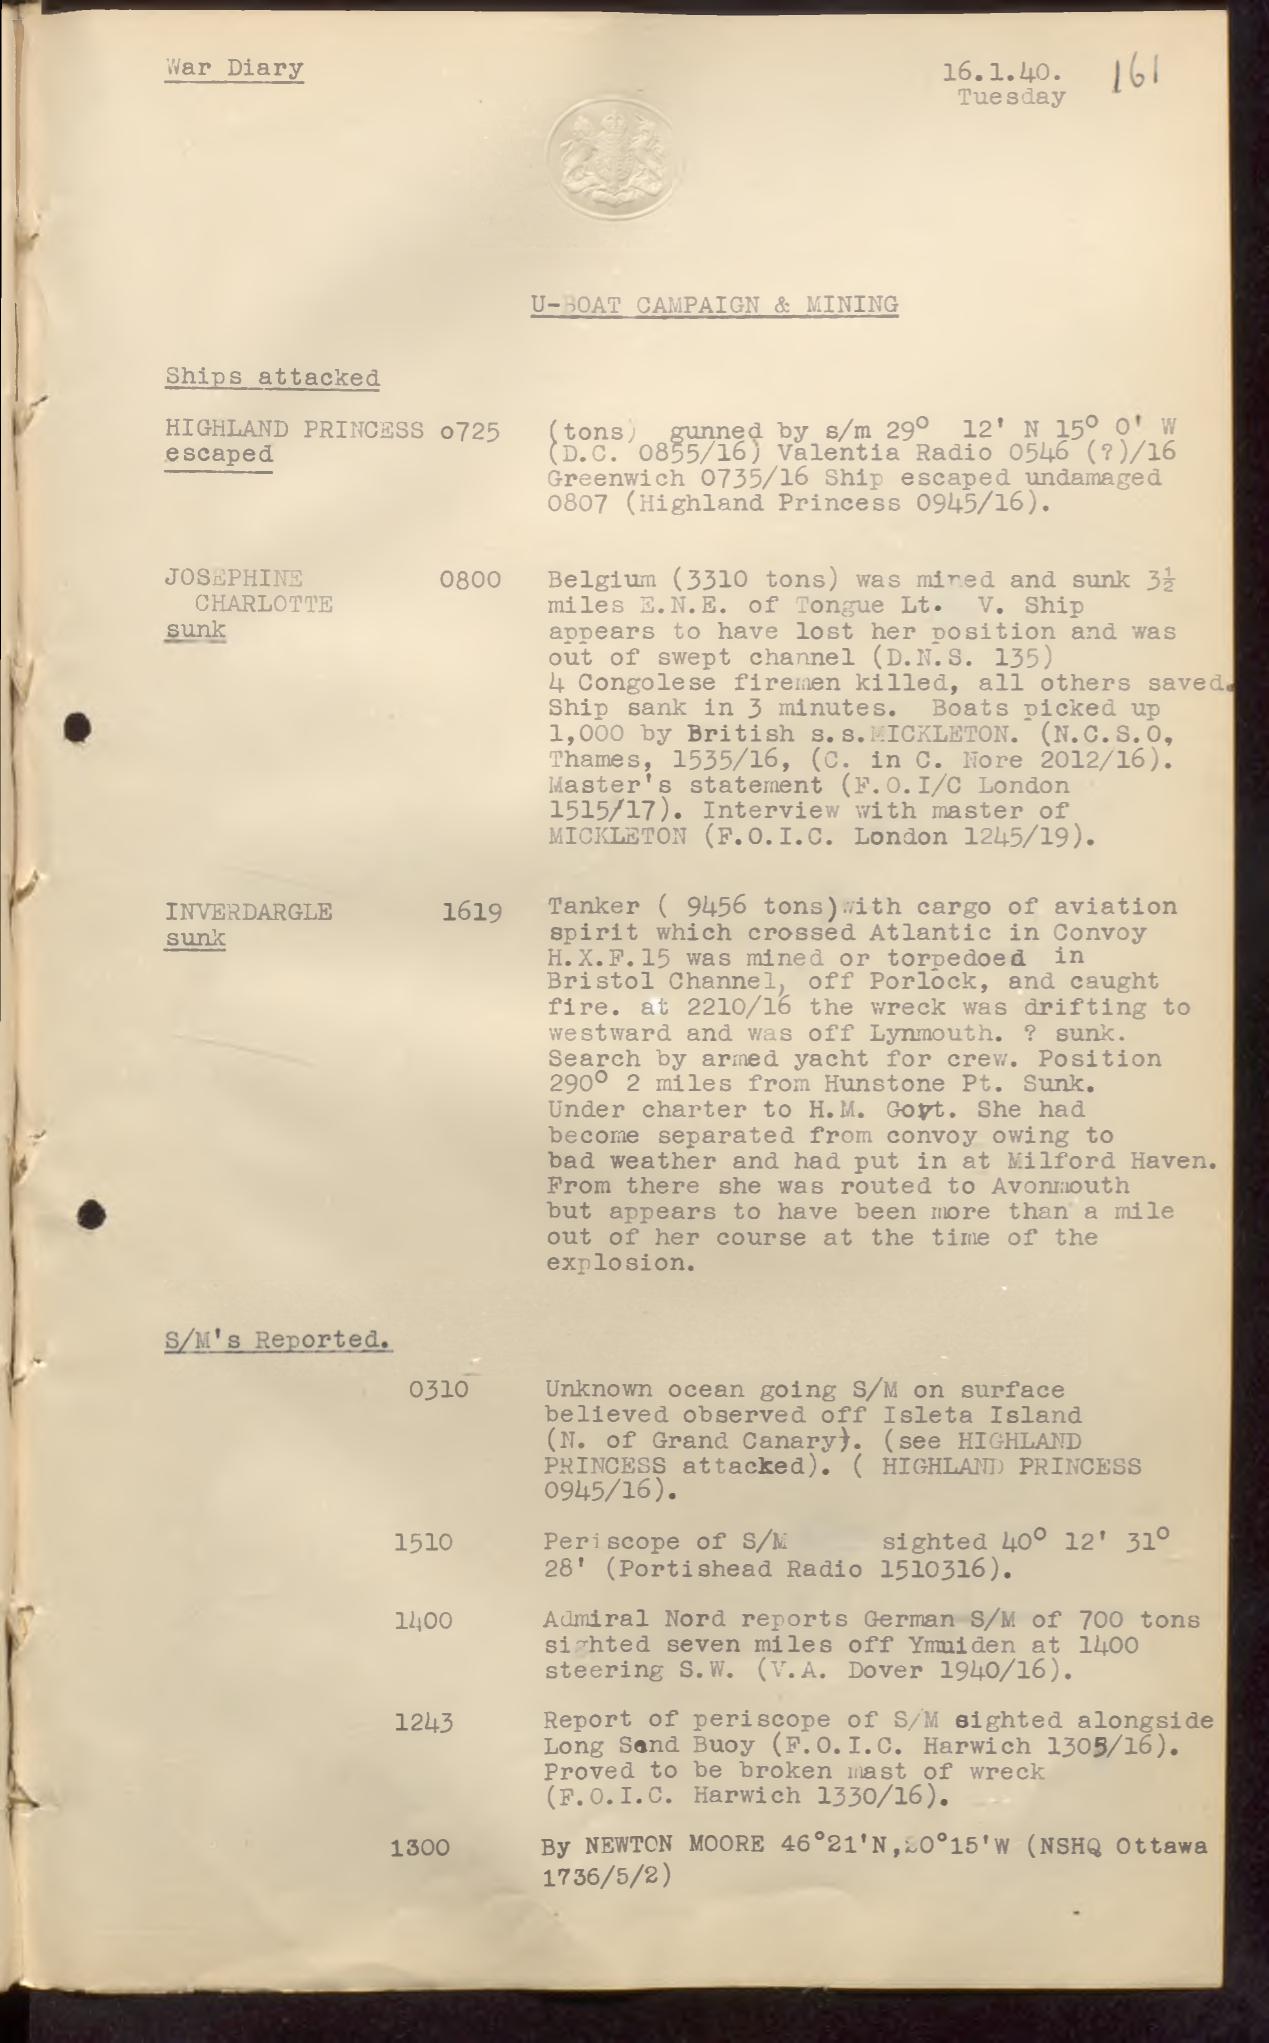 War Diary
16.1.40. 161
Tuesday
U-BOAT CAMPAIGN & MINING
Ships attacked
HIGHLAND PRINCESS 0725 (tons) gunned by s/m 29° 12' N 15° 0' W
escaped (D.C. 0855/16) Valentia Radio 0546 (?)/16
Greenwich 0735/16 Ship escaped undamaged
0807 (Highland Princess 0945/16).
JOSEPHINE 0800 Belgium (3310 tons) was mined and sunk 3½
CHARLOTTE miles E.N.E. of Tongue Lt. V. Ship
sunk appears to have lost her position and was
out of swept channel (D.N.S. 135)
4 Congolese firemen killed, all others saved.
Ship sank in 3 minutes. Boats picked up
1,000 by British s.s.MICKLETON. (N.C.S.O,
Thames, 1535/16, (C. in C. Nore 2012/16).
Master's statement (F.O.I/C London
1515/17). Interview with master of
MICKLETON (F.O.I.C. London 1245/19).
INVERDARGLE 1619 Tanker ( 9456 tons)with cargo of aviation
sunk spirit which crossed Atlantic in Convoy
H.X.F.15 was mined or torpedoed in
Bristol Channel, off Porlock, and caught
fire. at 2210/16 the wreck was drifting to
westward and was off Lynmouth. ? sunk.
Search by armed yacht for crew. Position
290° 2 miles from Hunstone Pt. Sunk.
Under charter to H.M. Govt. She had
become separated from convoy owing to
bad weather and had put in at Milford Haven.
From there she was routed to Avonmouth
but appears to have been more than a mile
out of her course at the time of the
explosion.
S/M's Reported.
0310 Unknown ocean going S/M on surface
believed observed off Isleta Island
(N. of Grand Canary). (see HIGHLAND
PRINCESS attacked). ( HIGHLAND PRINCESS
0945/16).
1510 Periscope of S/M sighted 40° 12' 31°
28' (Portishead Radio 1510316).
1400 Admiral Nord reports German S/M of 700 tons
sighted seven miles off Ymuiden at 1400
steering S.W. (V.A. Dover 1940/16).
1243 Report of periscope of S/M sighted alongside
Long Sand Buoy (F.O.I.C. Harwich 1305/16).
Proved to be broken mast of wreck
(F.O.I.C. Harwich 1330/16).
1300 By NEWTON MOORE 46°21'N,20°15'W (NSHQ Ottawa
1736/5/2)